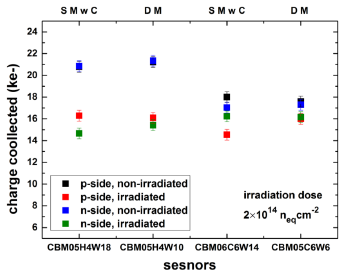 S M w C D M S M w C D M
24
22
20
18
16
14
12
10
8
6
charge coollected (ke-)
p-side, non-irradiated
p-side, irradiated
n-side, non-irradiated
n-side, irradiated
irradiation dose
2×10¹⁴ n_eq cm⁻²
CBM05H4W18 CBM05H4W10 CBM06C6W14 CBM05C6W6
sesnors